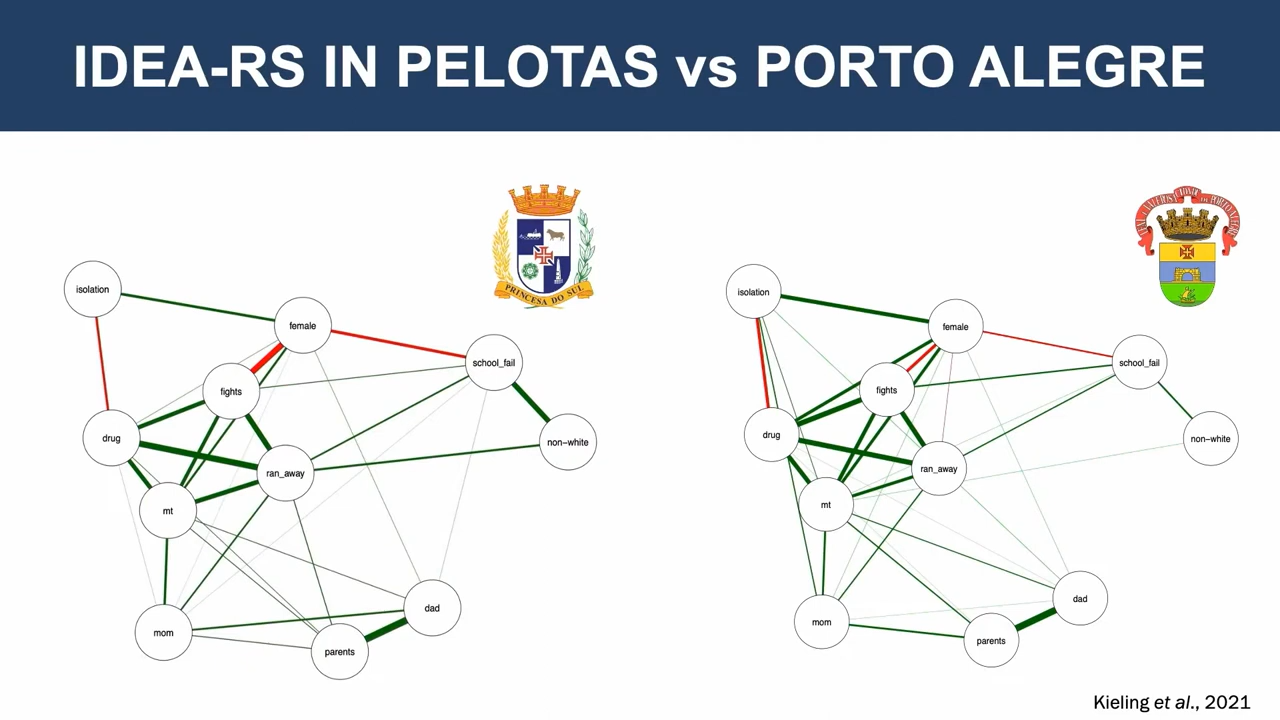 IDEA-RS IN PELOTAS vs PORTO ALEGRE
PRINCESA DO SUL
isolation
female
school_fail
fights
drug
non-white
ran_away
mt
dad
mom
parents
isolation
female
school_fail
fights
drug
non-white
ran_away
mt
dad
mom
parents
Kieling et al., 2021